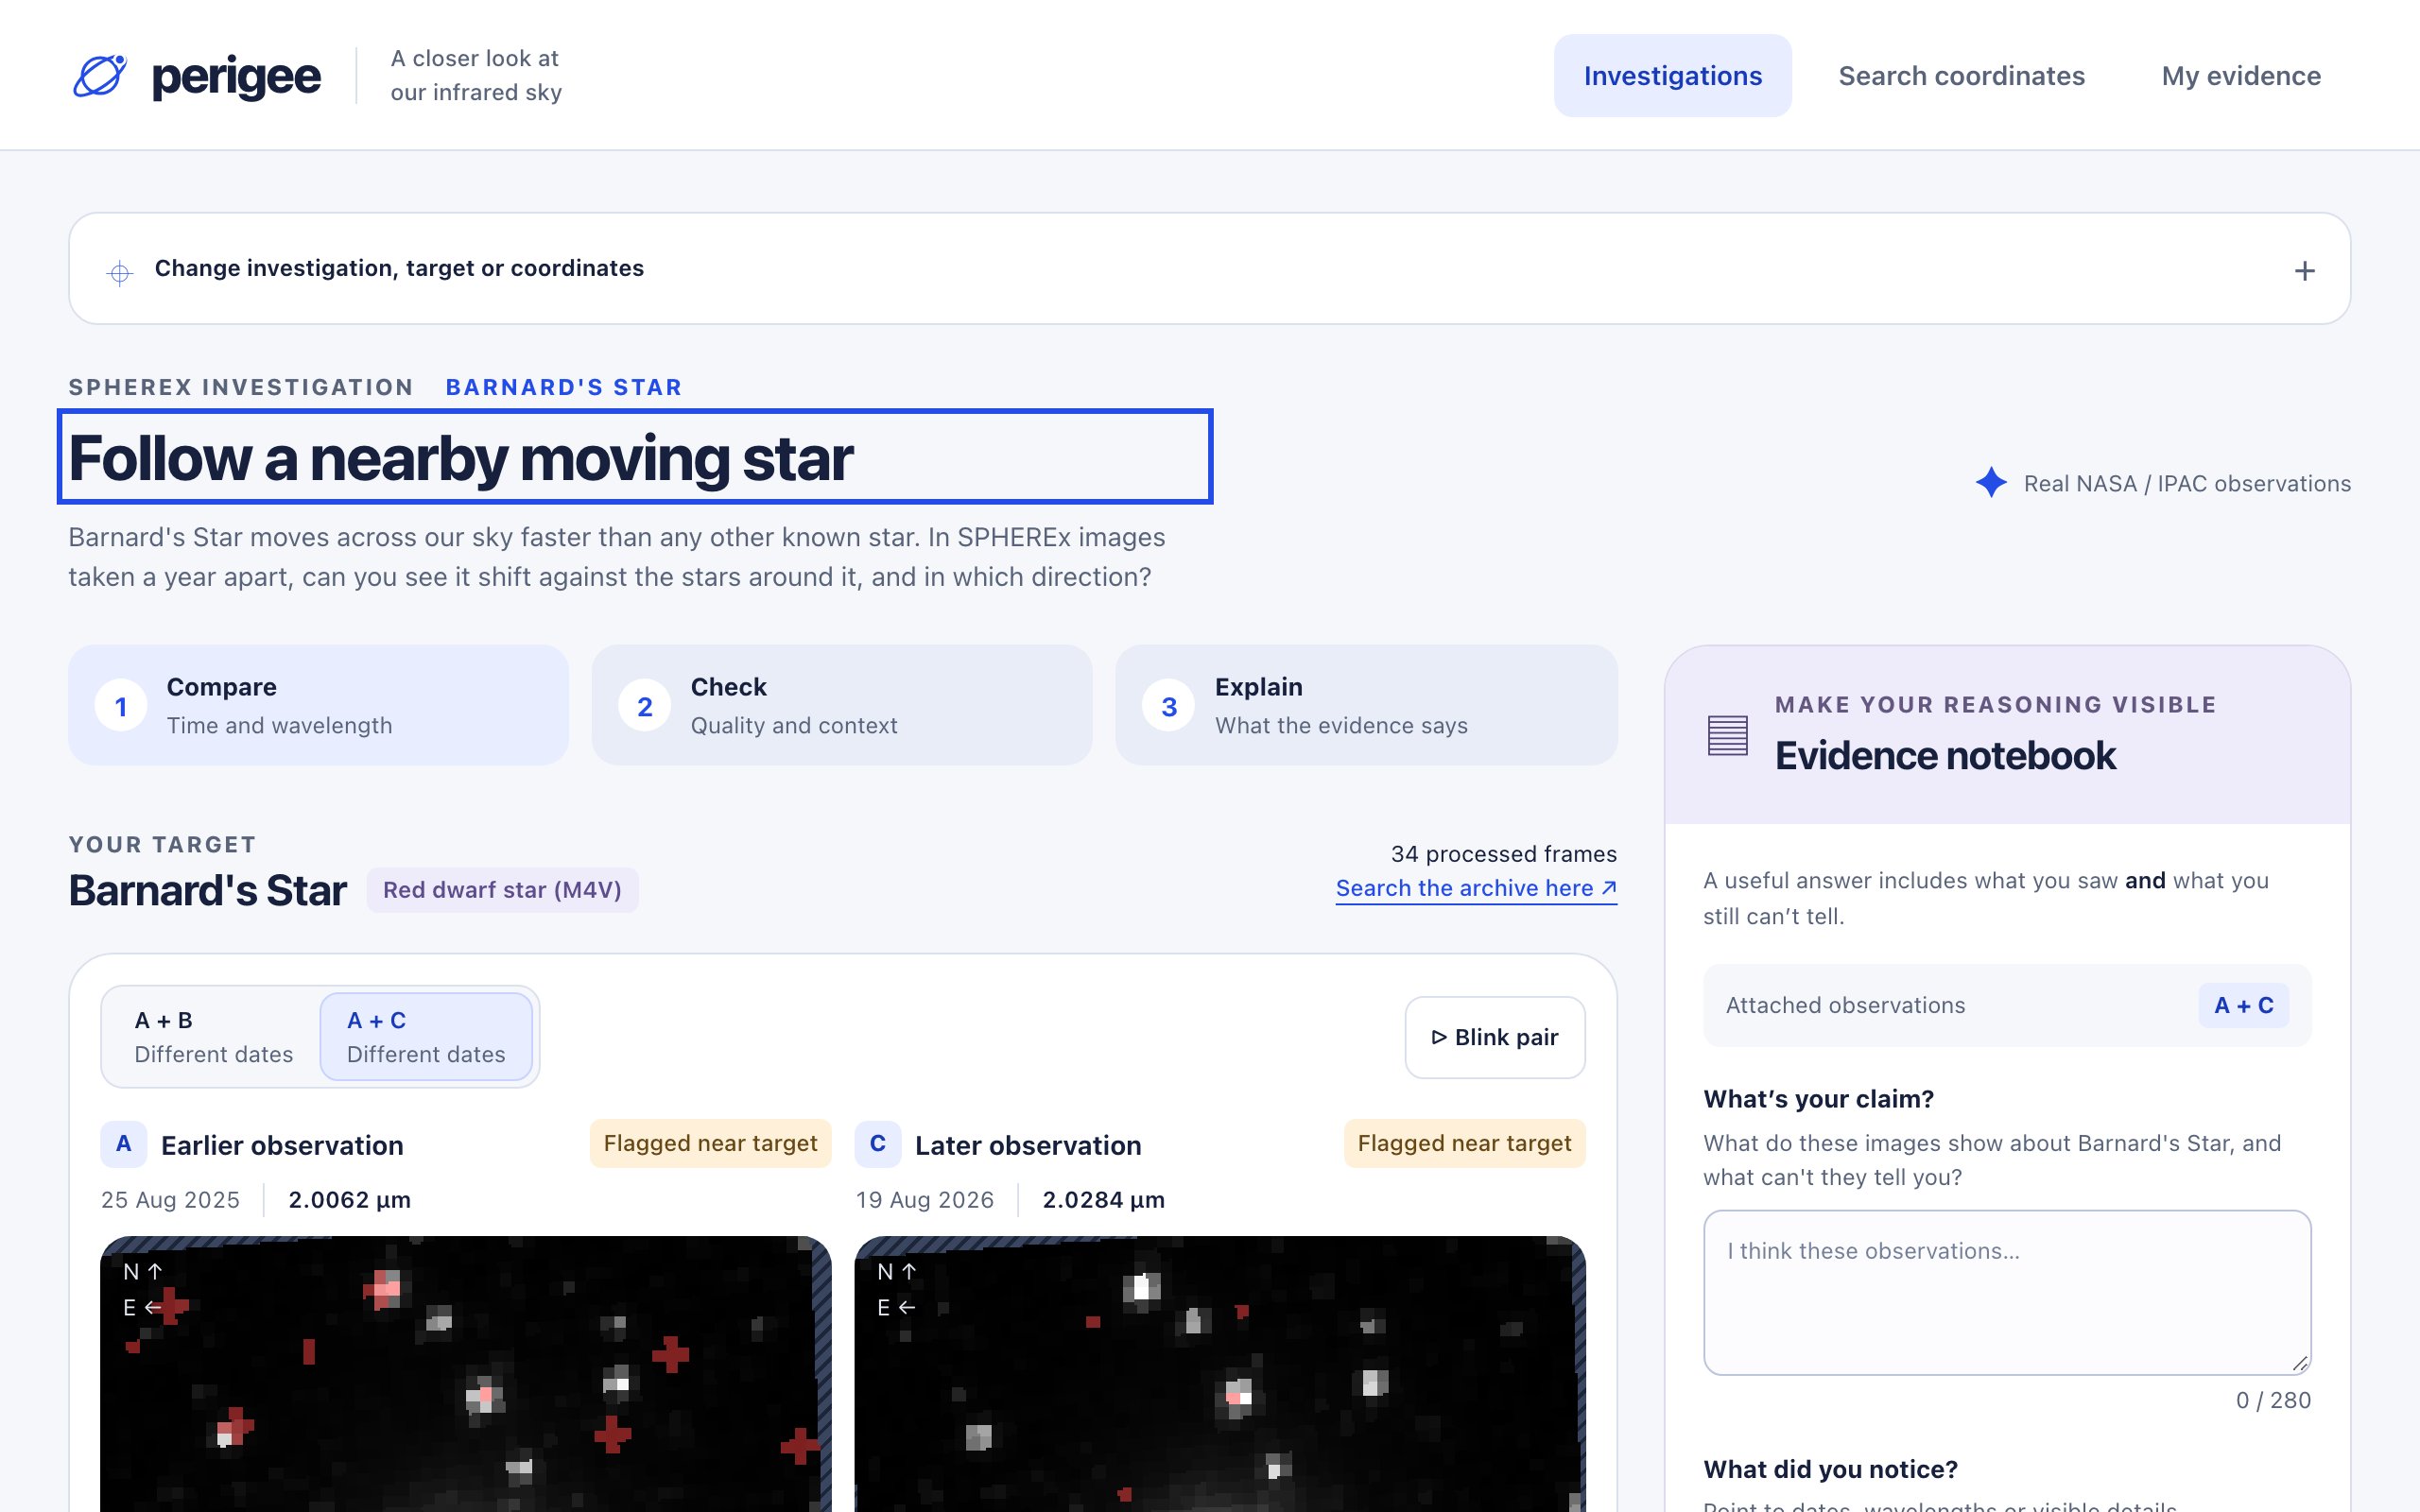 perigee
A closer look at
our infrared sky
Investigations
Search coordinates
My evidence
Change investigation, target or coordinates
+
SPHEREX INVESTIGATION BARNARD'S STAR
Follow a nearby moving star
Real NASA / IPAC observations
Barnard's Star moves across our sky faster than any other known star. In SPHEREx images
taken a year apart, can you see it shift against the stars around it, and in which direction?
1
Compare
Time and wavelength
2
Check
Quality and context
3
Explain
What the evidence says
YOUR TARGET
Barnard's Star
Red dwarf star (M4V)
34 processed frames
Search the archive here ↗
A + B
Different dates
A + C
Different dates
Blink pair
A Earlier observation
Flagged near target
25 Aug 2025
2.0062 µm
N ↑
E ←
C Later observation
Flagged near target
19 Aug 2026
2.0284 µm
N ↑
E ←
MAKE YOUR REASONING VISIBLE
Evidence notebook
A useful answer includes what you saw and what you
still can’t tell.
Attached observations
A + C
What’s your claim?
What do these images show about Barnard's Star, and
what can't they tell you?
I think these observations…
0 / 280
What did you notice?
Point to dates, wavelengths or visible details